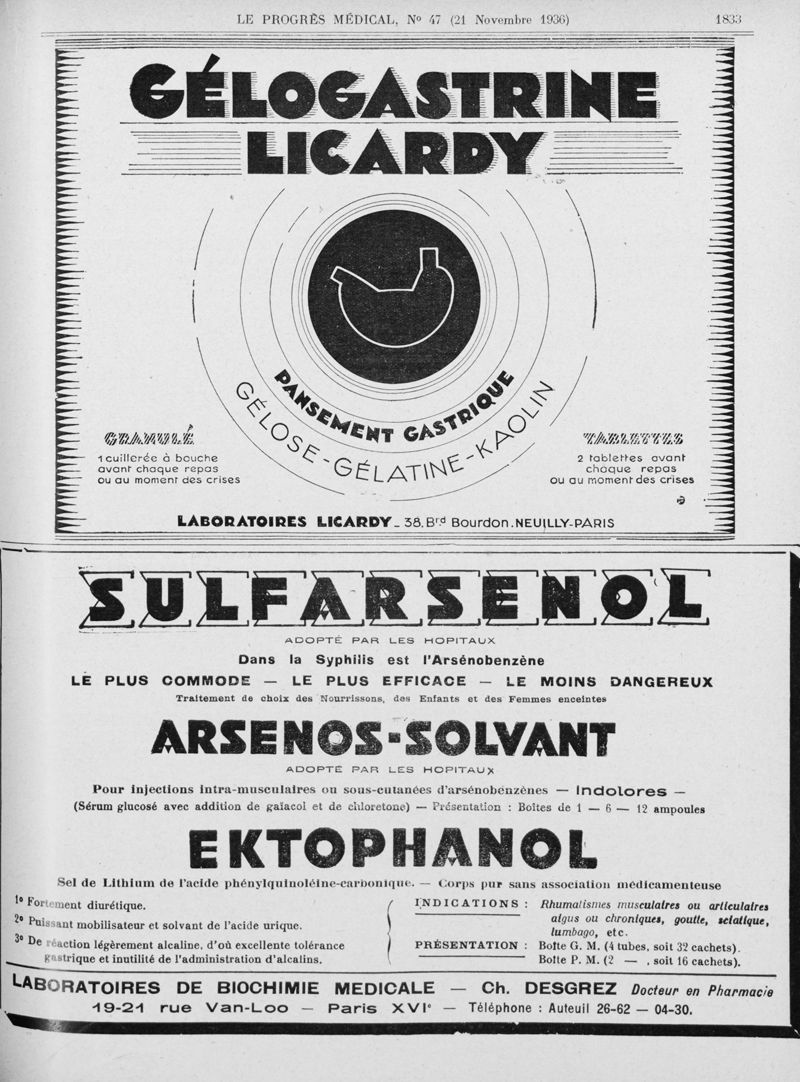 LE PROGRÈS MÉDICAL, Nº 47 (21 Novembre 1936) 1833
GÉLOGASTRINE
LICARDY
PANSEMENT GASTRIQUE
GÉLOSE-GÉLATINE-KAOLIN
GRANULÉ
1 cuillerée à bouche
avant chaque repas
ou au moment des crises
TABLETTES
2 tablettes avant
chaque repas
ou au moment des crises
LABORATOIRES LICARDY_38, Brd Bourdon.NEUILLY-PARIS
SULFARSENOL
ADOPTÉ PAR LES HOPITAUX
Dans la Syphilis est l'Arsénobenzène
LE PLUS COMMODE — LE PLUS EFFICACE — LE MOINS DANGEREUX
Traitement de choix des Nourrissons, des Enfants et des Femmes enceintes
ARSENOS-SOLVANT
ADOPTÉ PAR LES HOPITAUX
Pour injections intra-musculaires ou sous-cutanées d'arsénobenzènes — Indolores —
(Sérum glucosé avec addition de gaïacol et de chloretone) — Présentation : Boîtes de 1 — 6 — 12 ampoules
EKTOPHANOL
Sel de Lithium de l'acide phénylquinoléine-carbonique. — Corps pur sans association médicamenteuse
1º Fortement diurétique.
2º Puissant mobilisateur et solvant de l'acide urique.
3º De réaction légèrement alcaline, d'où excellente tolérance
gastrique et inutilité de l'administration d'alcalins.
INDICATIONS : Rhumatismes musculaires ou articulaires
aigus ou chroniques, goutte, sciatique,
lumbago, etc.
PRÉSENTATION : Boîte G. M. (4 tubes, soit 32 cachets).
Boîte P. M. (2 — , soit 16 cachets).
LABORATOIRES DE BIOCHIMIE MEDICALE — Ch. DESGREZ Docteur en Pharmacie
19-21 rue Van-Loo — Paris XVIe — Téléphone : Auteuil 26-62 — 04-30.